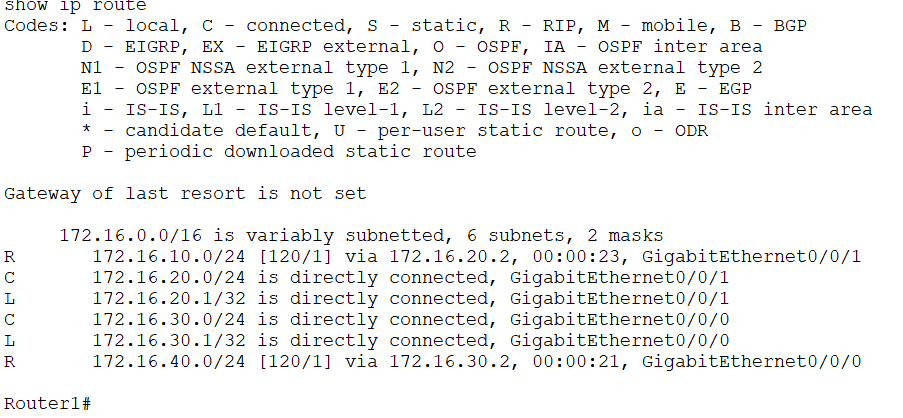 show ip route
Codes: L - local, C - connected, S - static, R - RIP, M - mobile, B - BGP
       D - EIGRP, EX - EIGRP external, O - OSPF, IA - OSPF inter area
       N1 - OSPF NSSA external type 1, N2 - OSPF NSSA external type 2
       E1 - OSPF external type 1, E2 - OSPF external type 2, E - EGP
       i - IS-IS, L1 - IS-IS level-1, L2 - IS-IS level-2, ia - IS-IS inter area
       * - candidate default, U - per-user static route, o - ODR
       P - periodic downloaded static route

Gateway of last resort is not set

     172.16.0.0/16 is variably subnetted, 6 subnets, 2 masks
R       172.16.10.0/24 [120/1] via 172.16.20.2, 00:00:23, GigabitEthernet0/0/1
C       172.16.20.0/24 is directly connected, GigabitEthernet0/0/1
L       172.16.20.1/32 is directly connected, GigabitEthernet0/0/1
C       172.16.30.0/24 is directly connected, GigabitEthernet0/0/0
L       172.16.30.1/32 is directly connected, GigabitEthernet0/0/0
R       172.16.40.0/24 [120/1] via 172.16.30.2, 00:00:21, GigabitEthernet0/0/0

Router1#